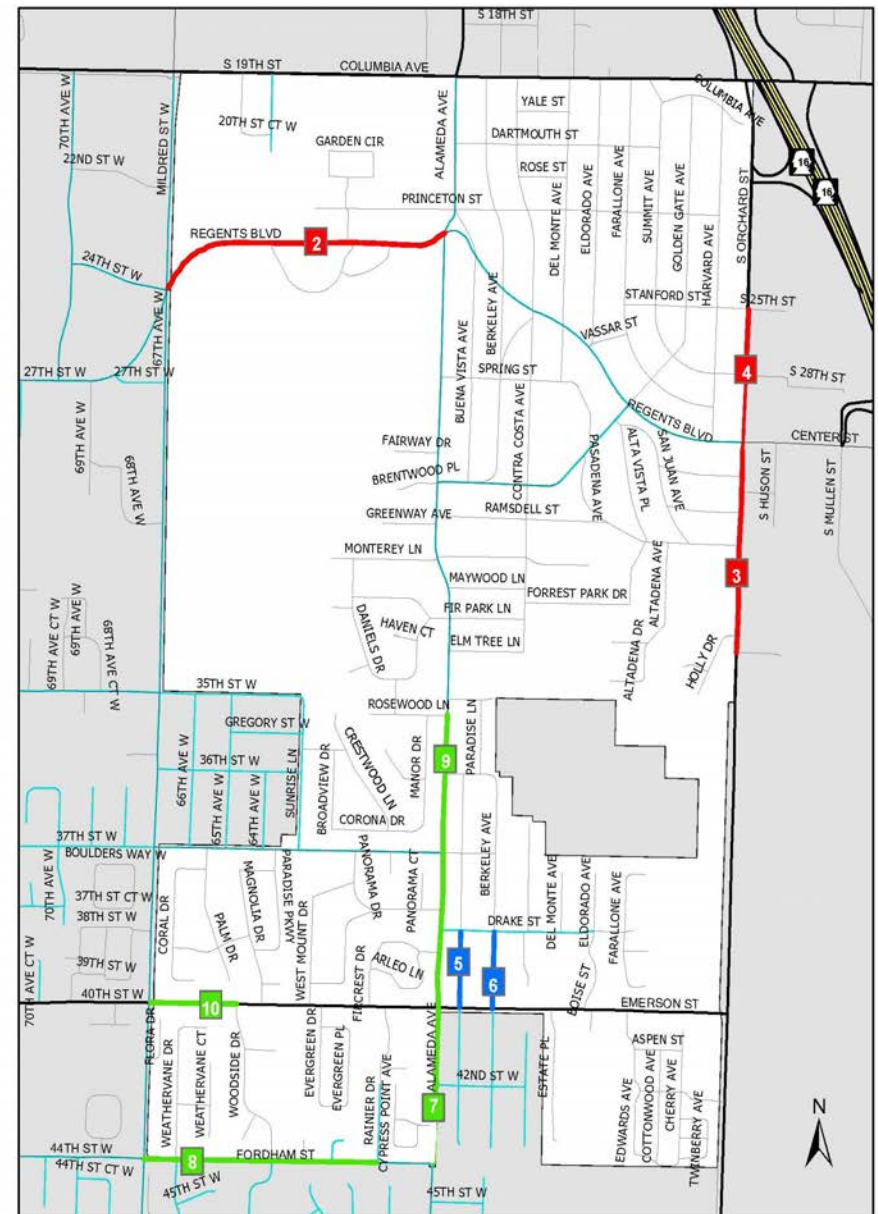 S 18TH ST
S 19TH ST
COLUMBIA AVE
COLUMBIA AVE
70TH AVE W
MILDRED ST W
20TH ST CT W
22ND ST W
GARDEN CIR
ALAMEDA AVE
YALE ST
DARTMOUTH ST
ROSE ST
PRINCETON ST
DEL MONTE AVE
ELDORADO AVE
FARALLONE AVE
SUMMIT AVE
GOLDEN GATE AVE
HARVARD AVE
S ORCHARD ST
16
16
REGENTS BLVD
2
24TH ST W
67TH AVE W
27TH ST W
27TH ST W
BUENA VISTA AVE
BERKELEY AVE
STANFORD ST
S 25TH ST
VASSAR ST
SPRING ST
4
S 28TH ST
REGENTS BLVD
CENTER ST
69TH AVE W
68TH AVE W
FAIRWAY DR
BRENTWOOD PL
CONTRA COSTA AVE
PASADENA AVE
ALTA VISTA PL
SAN JUAN AVE
S HUSON ST
S MULLEN ST
GREENWAY AVE
RAMSDELL ST
MONTEREY LN
MAYWOOD LN
FORREST PARK DR
ALTADENA AVE
3
69TH AVE CT W
69TH AVE W
68TH AVE CT W
DANIELS DR
HAVEN CT
FIR PARK LN
ELM TREE LN
ALTADENA DR
HOLLY DR
35TH ST W
ROSEWOOD LN
PARADISE LN
GREGORY ST W
36TH ST W
66TH AVE W
65TH AVE W
64TH AVE W
SUNRISE LN
BROADVIEW DR
CRESTWOOD LN
MANOR DR
9
CORONA DR
37TH ST W
BOULDERS WAY W
70TH AVE W
37TH ST CT W
38TH ST W
39TH ST W
40TH ST W
70TH AVE CT W
CORAL DR
PALM DR
MAGNOLIA DR
PARADISE PKWY
WEST MOUNT DR
PANORAMA DR
PANORAMA CT
BERKELEY AVE
DRAKE ST
DEL MONTE AVE
ELDORADO AVE
FARALLONE AVE
FIRCREST DR
ARLEO LN
5
6
BOISE ST
10
EMERSON ST
FLORA DR
WEATHERVANE DR
WEATHERVANE CT
WOODSIDE DR
EVERGREEN DR
EVERGREEN PL
RAINIER DR
CYPRESS POINT AVE
ALAMEDA AVE
7
42ND ST W
ESTATE PL
ASPEN ST
EDWARDS AVE
COTTONWOOD AVE
CHERRY AVE
TWINBERRY AVE
N
44TH ST W
44TH ST CT W
8
FORDHAM ST
45TH ST W
45TH ST W